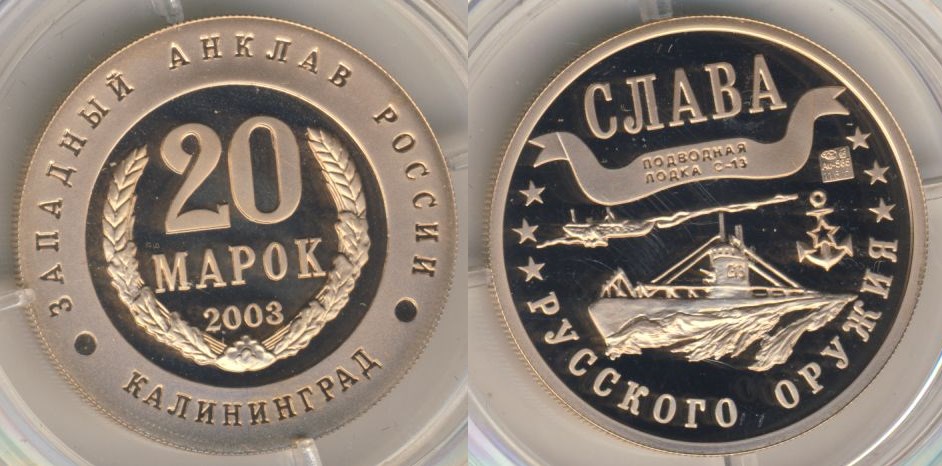 ЗАПАДНЫЙ АНКЛАВ РОССИИ
20
МАРОК
2003
КАЛИНИНГРАД
СЛАВА
ПОДВОДНАЯ
ЛОДКА С-13
РУССКОГО ОРУЖИЯ